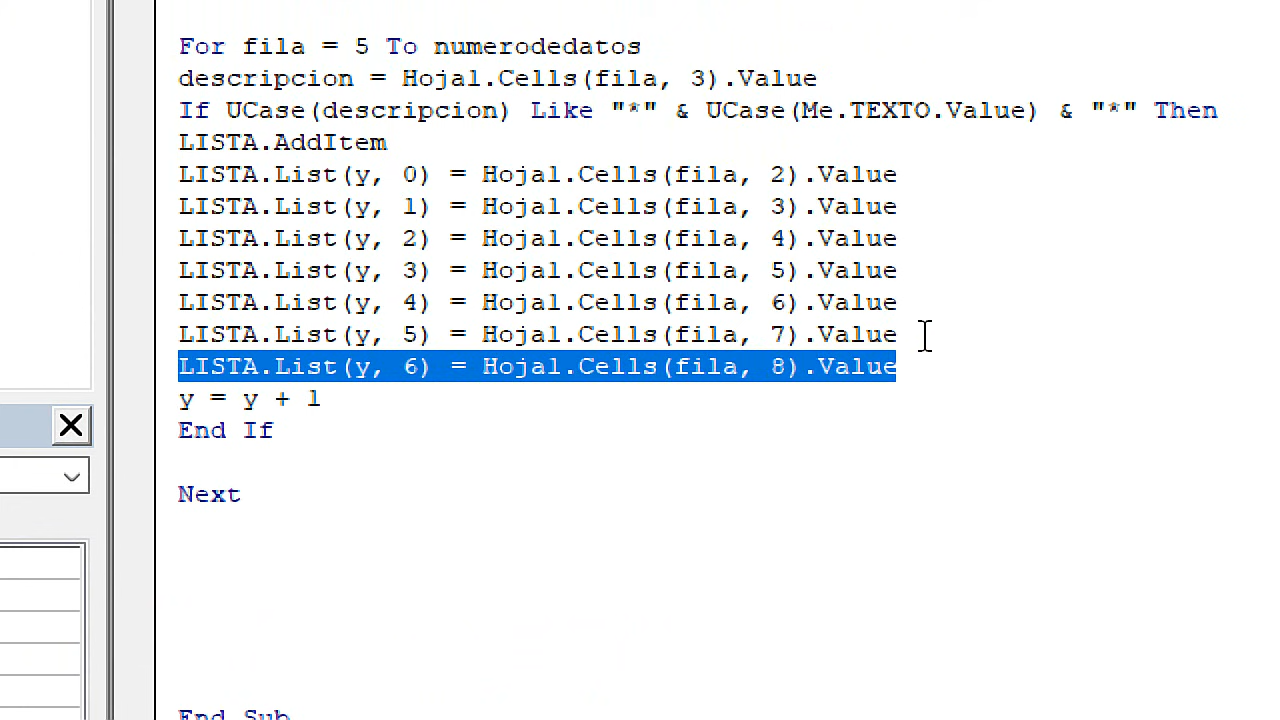 For fila = 5 To numerodedatos
descripcion = Hoja1.Cells(fila, 3).Value
If UCase(descripcion) Like "*" & UCase(Me.TEXTO.Value) & "*" Then
LISTA.AddItem
LISTA.List(y, 0) = Hoja1.Cells(fila, 2).Value
LISTA.List(y, 1) = Hoja1.Cells(fila, 3).Value
LISTA.List(y, 2) = Hoja1.Cells(fila, 4).Value
LISTA.List(y, 3) = Hoja1.Cells(fila, 5).Value
LISTA.List(y, 4) = Hoja1.Cells(fila, 6).Value
LISTA.List(y, 5) = Hoja1.Cells(fila, 7).Value
LISTA.List(y, 6) = Hoja1.Cells(fila, 8).Value
y = y + 1
End If
Next
End Sub